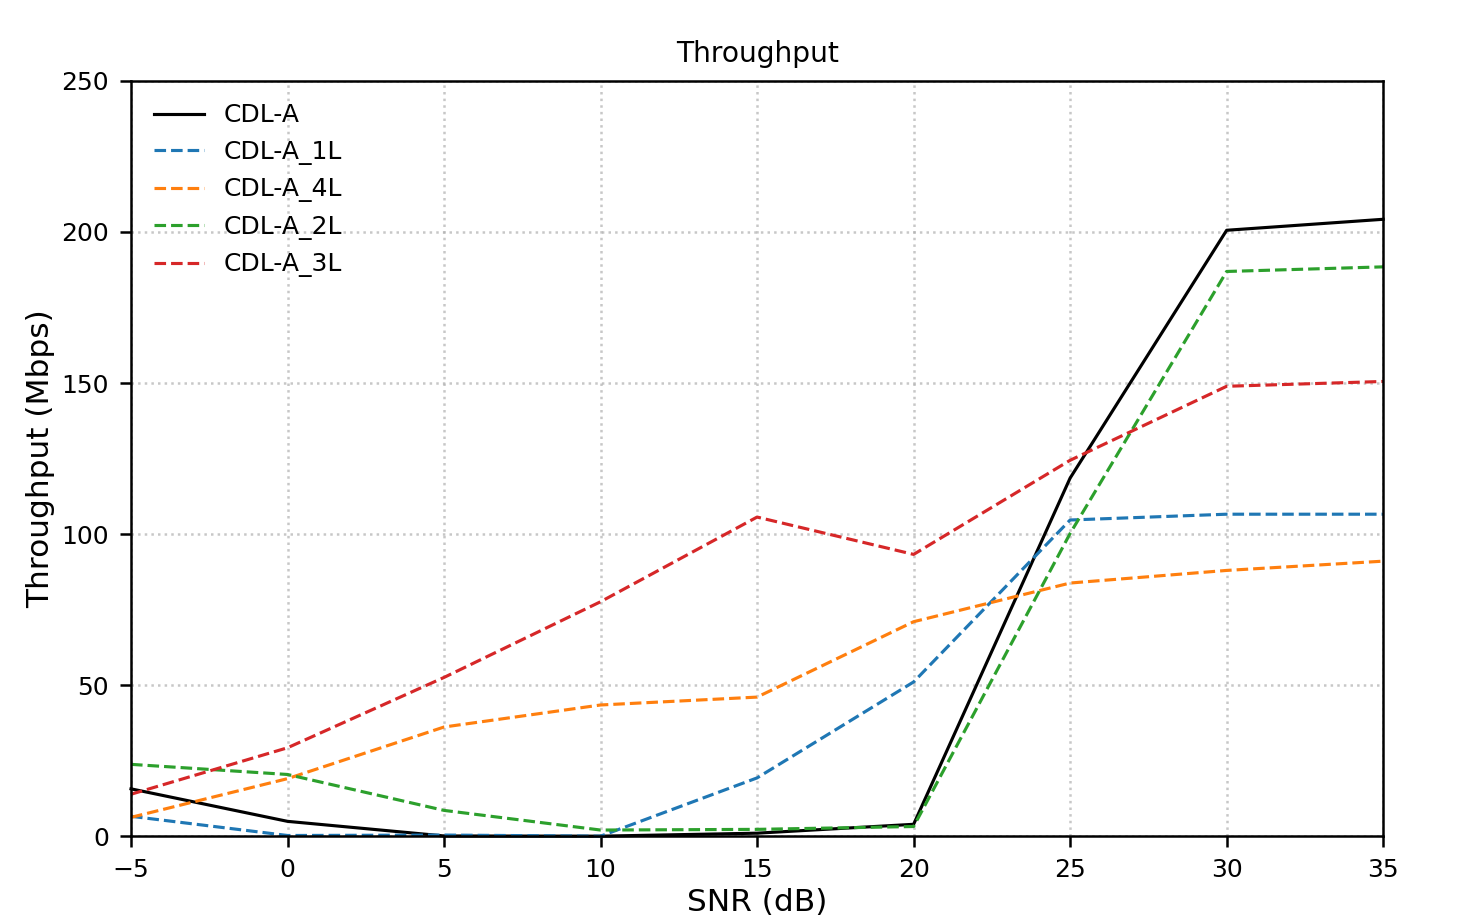 Throughput
250
200
150
100
50
0
Throughput (Mbps)
CDL-A
CDL-A_1L
CDL-A_4L
CDL-A_2L
CDL-A_3L
−5 0 5 10 15 20 25 30 35
SNR (dB)